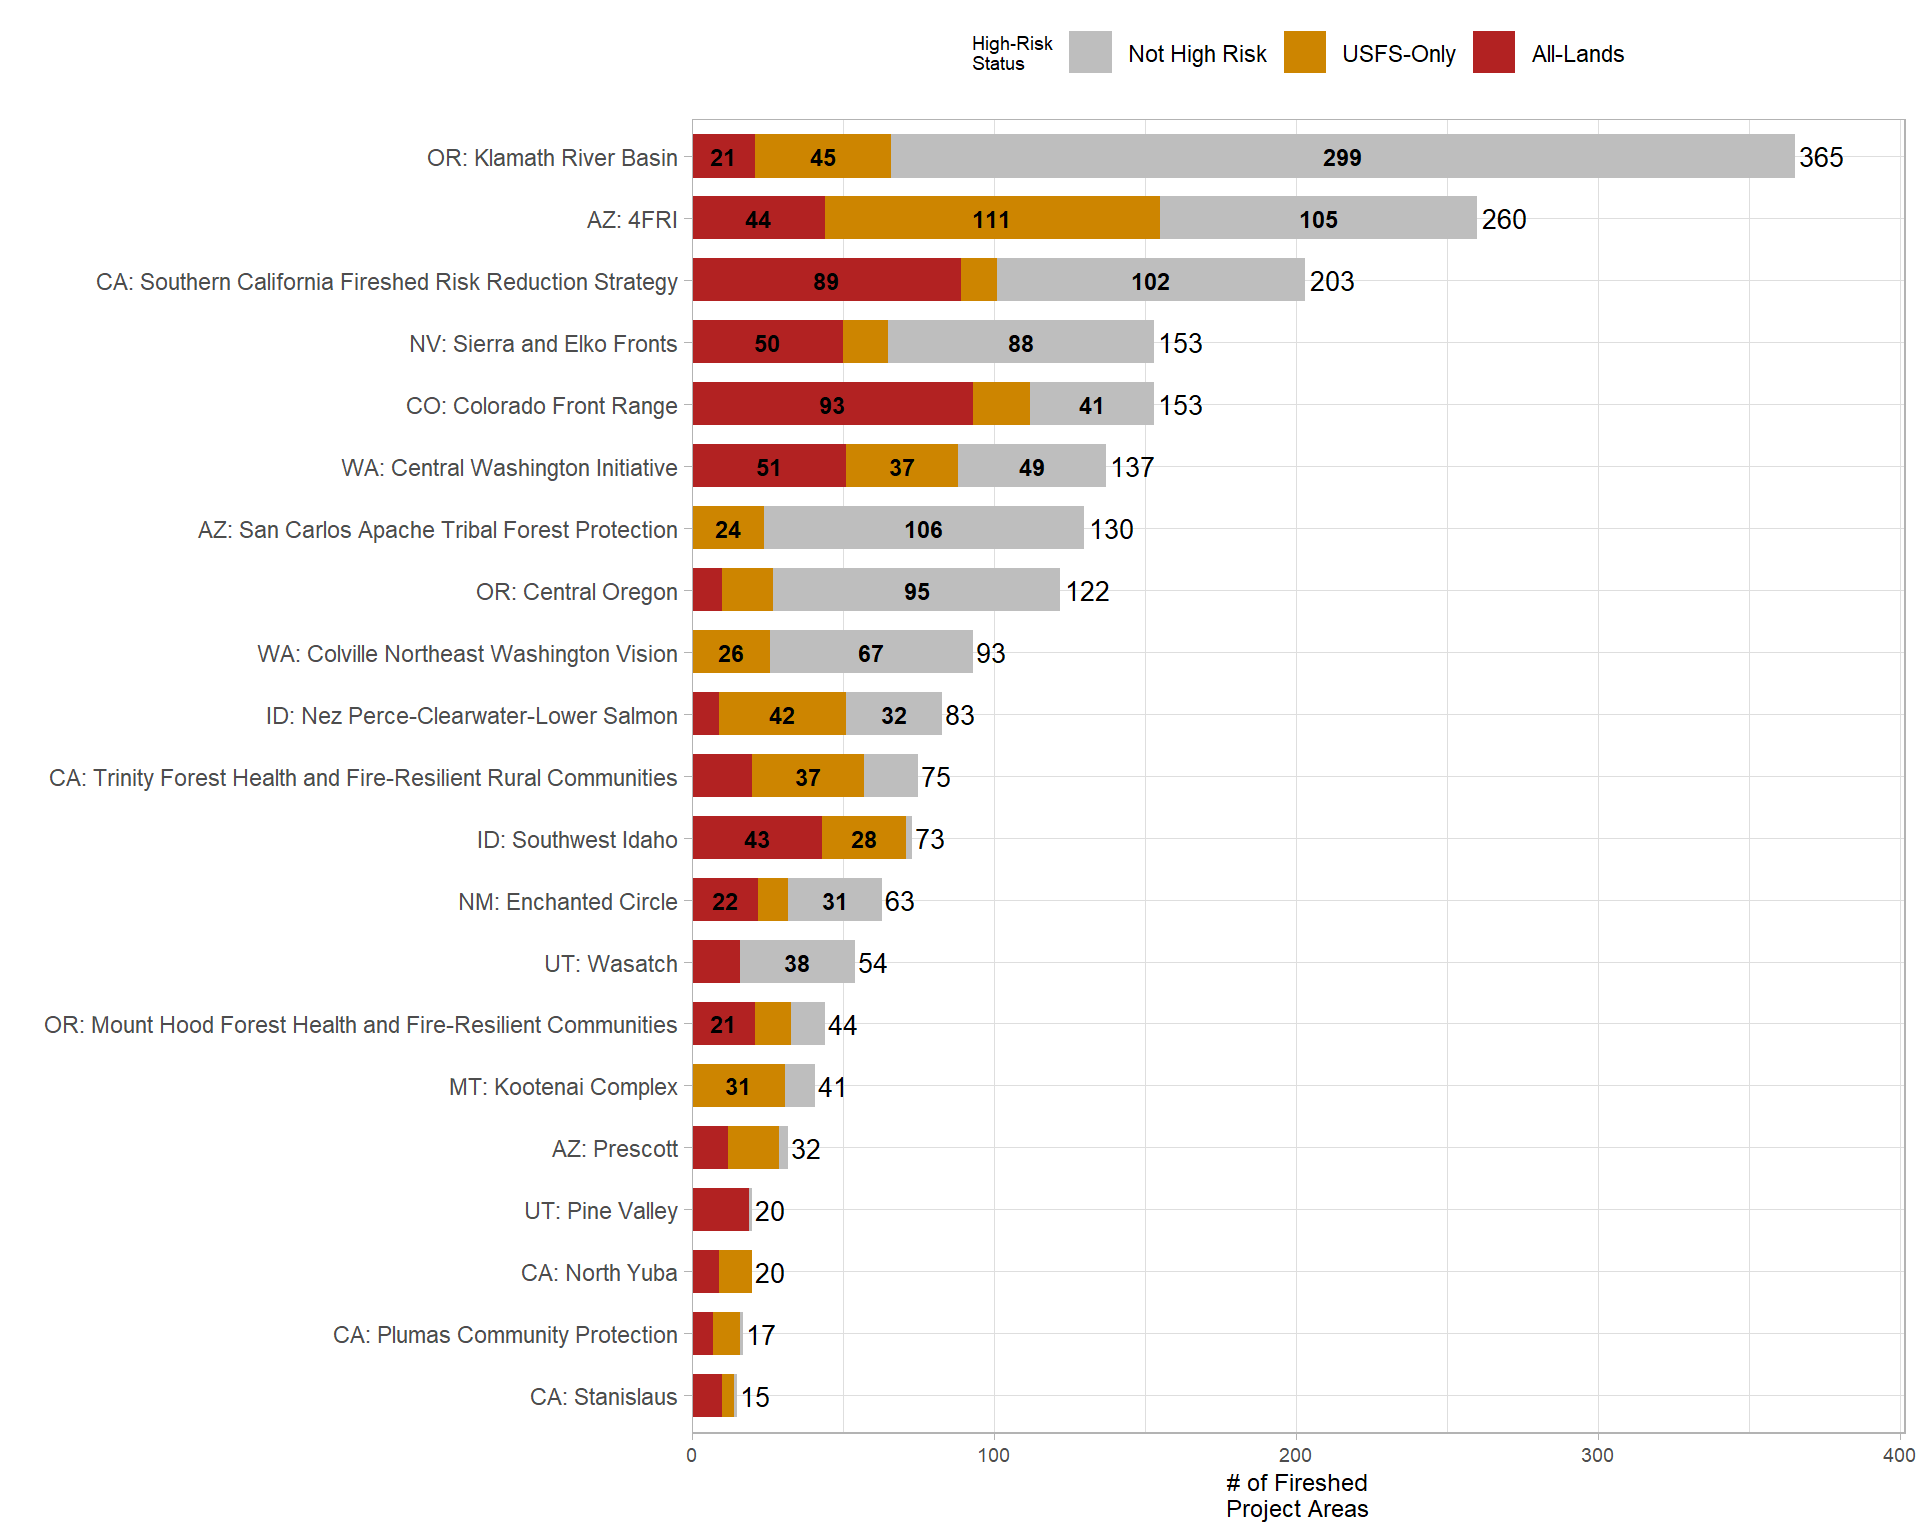 High-Risk
Status
Not High Risk
USFS-Only
All-Lands
OR: Klamath River Basin 21 45 299 365
AZ: 4FRI 44 111 105 260
CA: Southern California Fireshed Risk Reduction Strategy 89 102 203
NV: Sierra and Elko Fronts 50 88 153
CO: Colorado Front Range 93 41 153
WA: Central Washington Initiative 51 37 49 137
AZ: San Carlos Apache Tribal Forest Protection 24 106 130
OR: Central Oregon 95 122
WA: Colville Northeast Washington Vision 26 67 93
ID: Nez Perce-Clearwater-Lower Salmon 42 32 83
CA: Trinity Forest Health and Fire-Resilient Rural Communities 37 75
ID: Southwest Idaho 43 28 73
NM: Enchanted Circle 22 31 63
UT: Wasatch 38 54
OR: Mount Hood Forest Health and Fire-Resilient Communities 21 44
MT: Kootenai Complex 31 41
AZ: Prescott 32
UT: Pine Valley 20
CA: North Yuba 20
CA: Plumas Community Protection 17
CA: Stanislaus 15
0 100 200 300 400
# of Fireshed
Project Areas